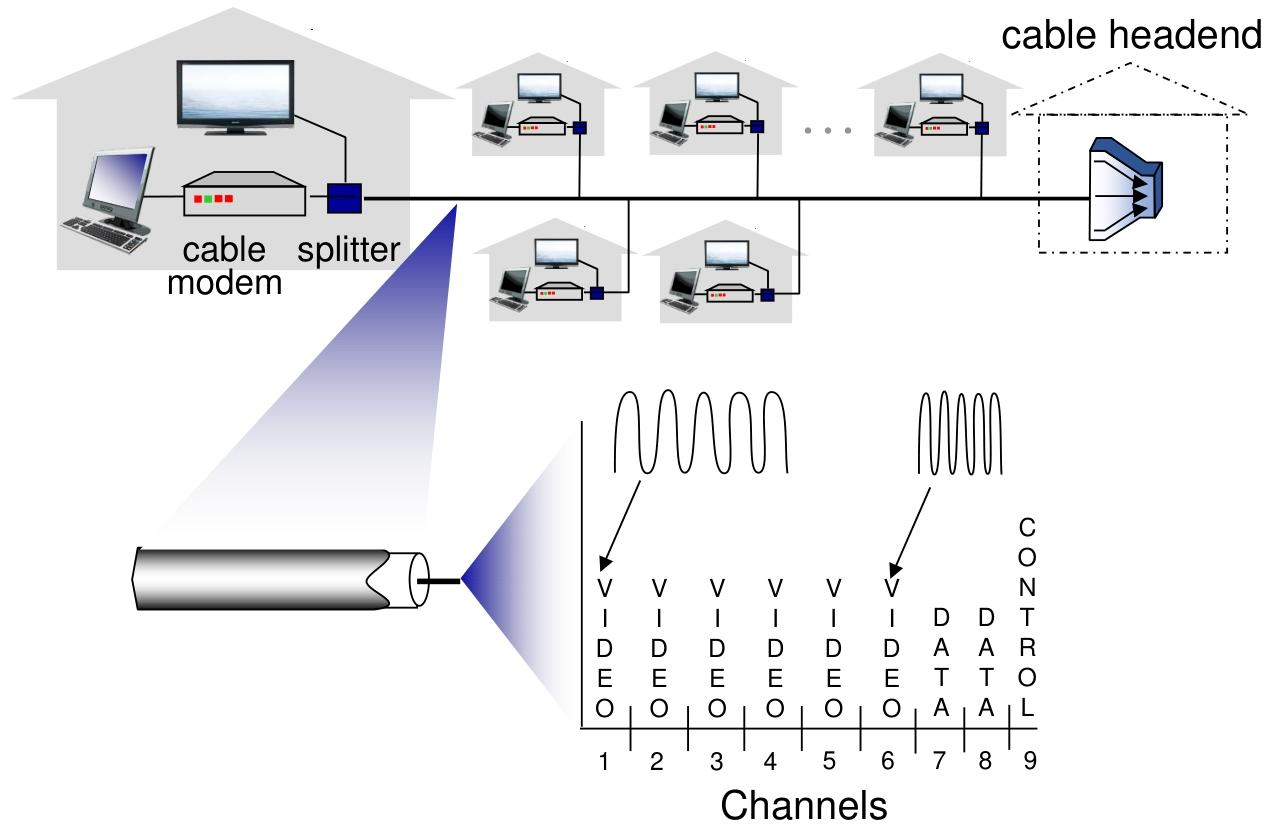 cable headend
cable
modem
splitter
VIDEO
VIDEO
VIDEO
VIDEO
VIDEO
VIDEO
DATA
DATA
CONTROL
1 2 3 4 5 6 7 8 9
Channels